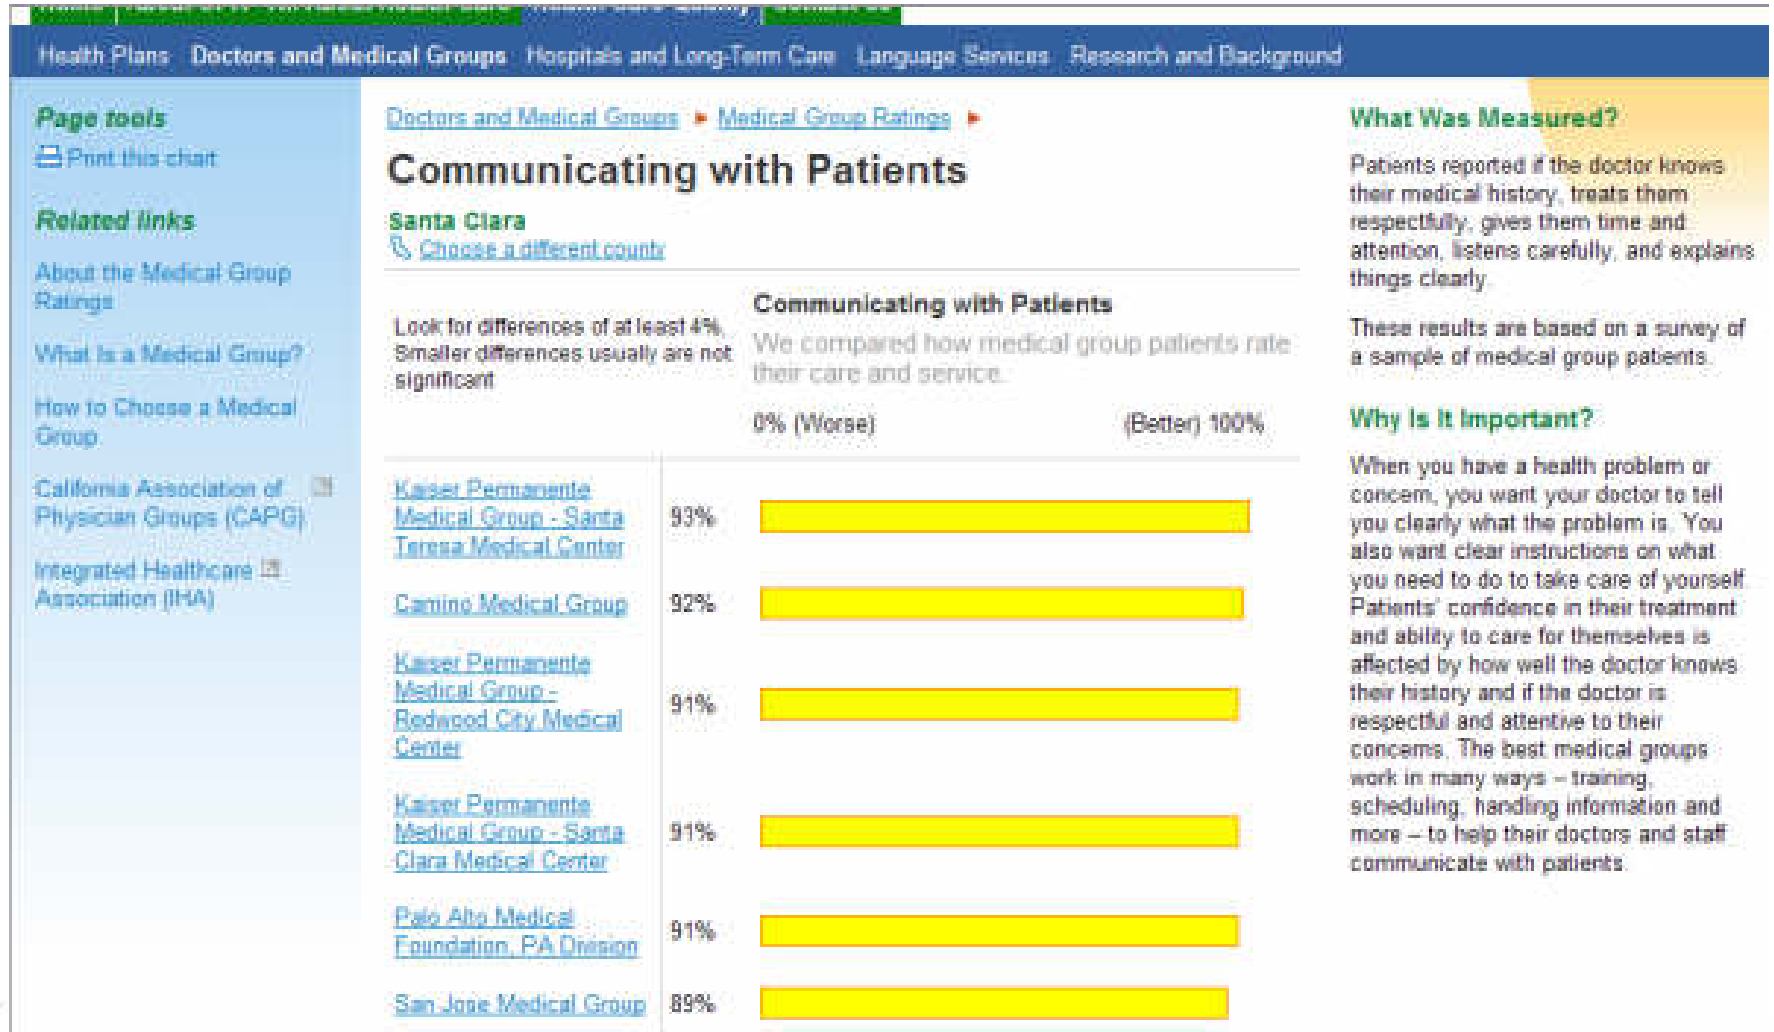 Health Plans Doctors and Medical Groups Hospitals and Long-Term Care Language Services Research and Background
Page tools
Print this chart
Related links
About the Medical Group
Ratings
What Is a Medical Group?
How to Choose a Medical
Group
California Association of
Physician Groups (CAPG)
Integrated Healthcare
Association (IHA)
Doctors and Medical Groups Medical Group Ratings
Communicating with Patients
Santa Clara
Choose a different county
Look for differences of at least 4%.
Smaller differences usually are not
significant
Communicating with Patients
We compared how medical group patients rate
their care and service.
0% (Worse) (Better) 100%
Kaiser Permanente
Medical Group - Santa
Teresa Medical Center
93%
Camino Medical Group 92%
Kaiser Permanente
Medical Group -
Redwood City Medical
Center
91%
Kaiser Permanente
Medical Group - Santa
Clara Medical Center
91%
Palo Alto Medical
Foundation, PA Division
91%
San Jose Medical Group 89%
What Was Measured?
Patients reported if the doctor knows
their medical history, treats them
respectfully, gives them time and
attention, listens carefully, and explains
things clearly.
These results are based on a survey of
a sample of medical group patients.
Why Is It Important?
When you have a health problem or
concern, you want your doctor to tell
you clearly what the problem is. You
also want clear instructions on what
you need to do to take care of yourself.
Patients' confidence in their treatment
and ability to care for themselves is
affected by how well the doctor knows
their history and if the doctor is
respectful and attentive to their
concerns. The best medical groups
work in many ways – training,
scheduling, handling information and
more – to help their doctors and staff
communicate with patients.